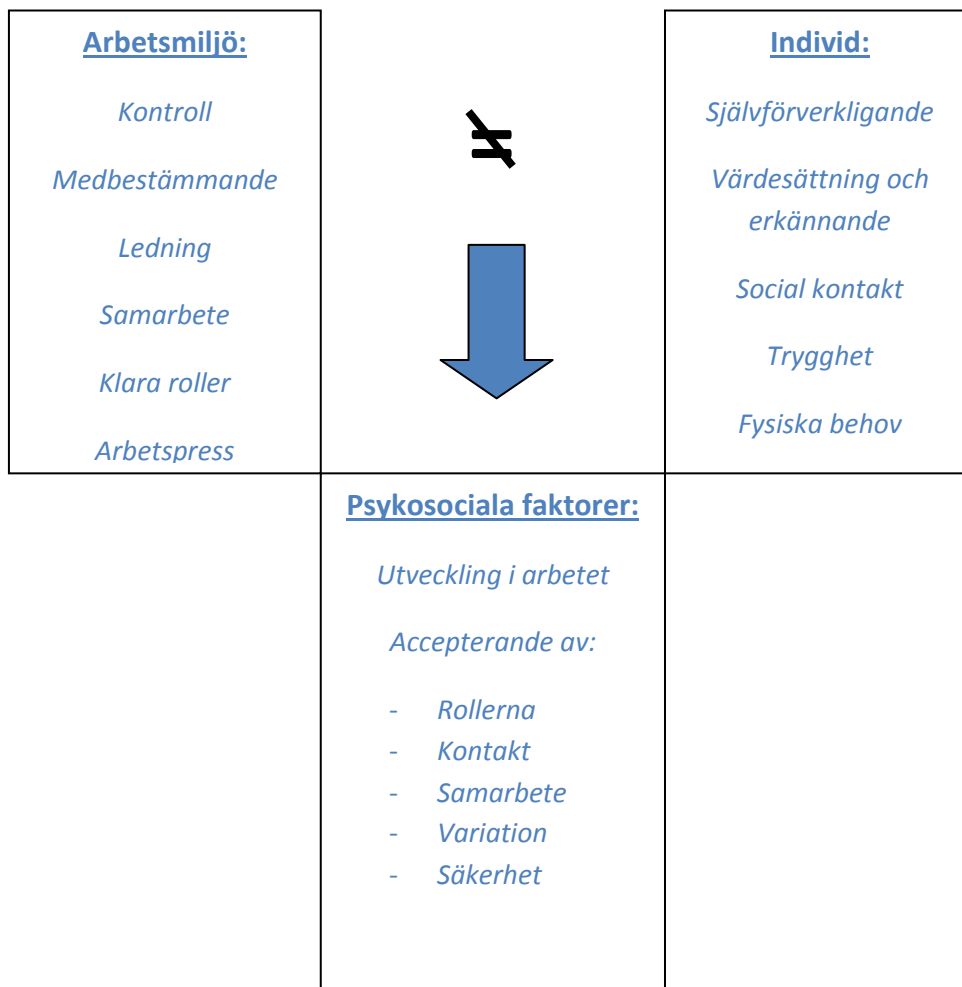 Arbetsmiljö:
Kontroll
Medbestämmande
Ledning
Samarbete
Klara roller
Arbetspress
≠
Individ:
Självförverkligande
Värdesättning och
erkännande
Social kontakt
Trygghet
Fysiska behov
Psykosociala faktorer:
Utveckling i arbetet
Accepterande av:
- Rollerna
- Kontakt
- Samarbete
- Variation
- Säkerhet